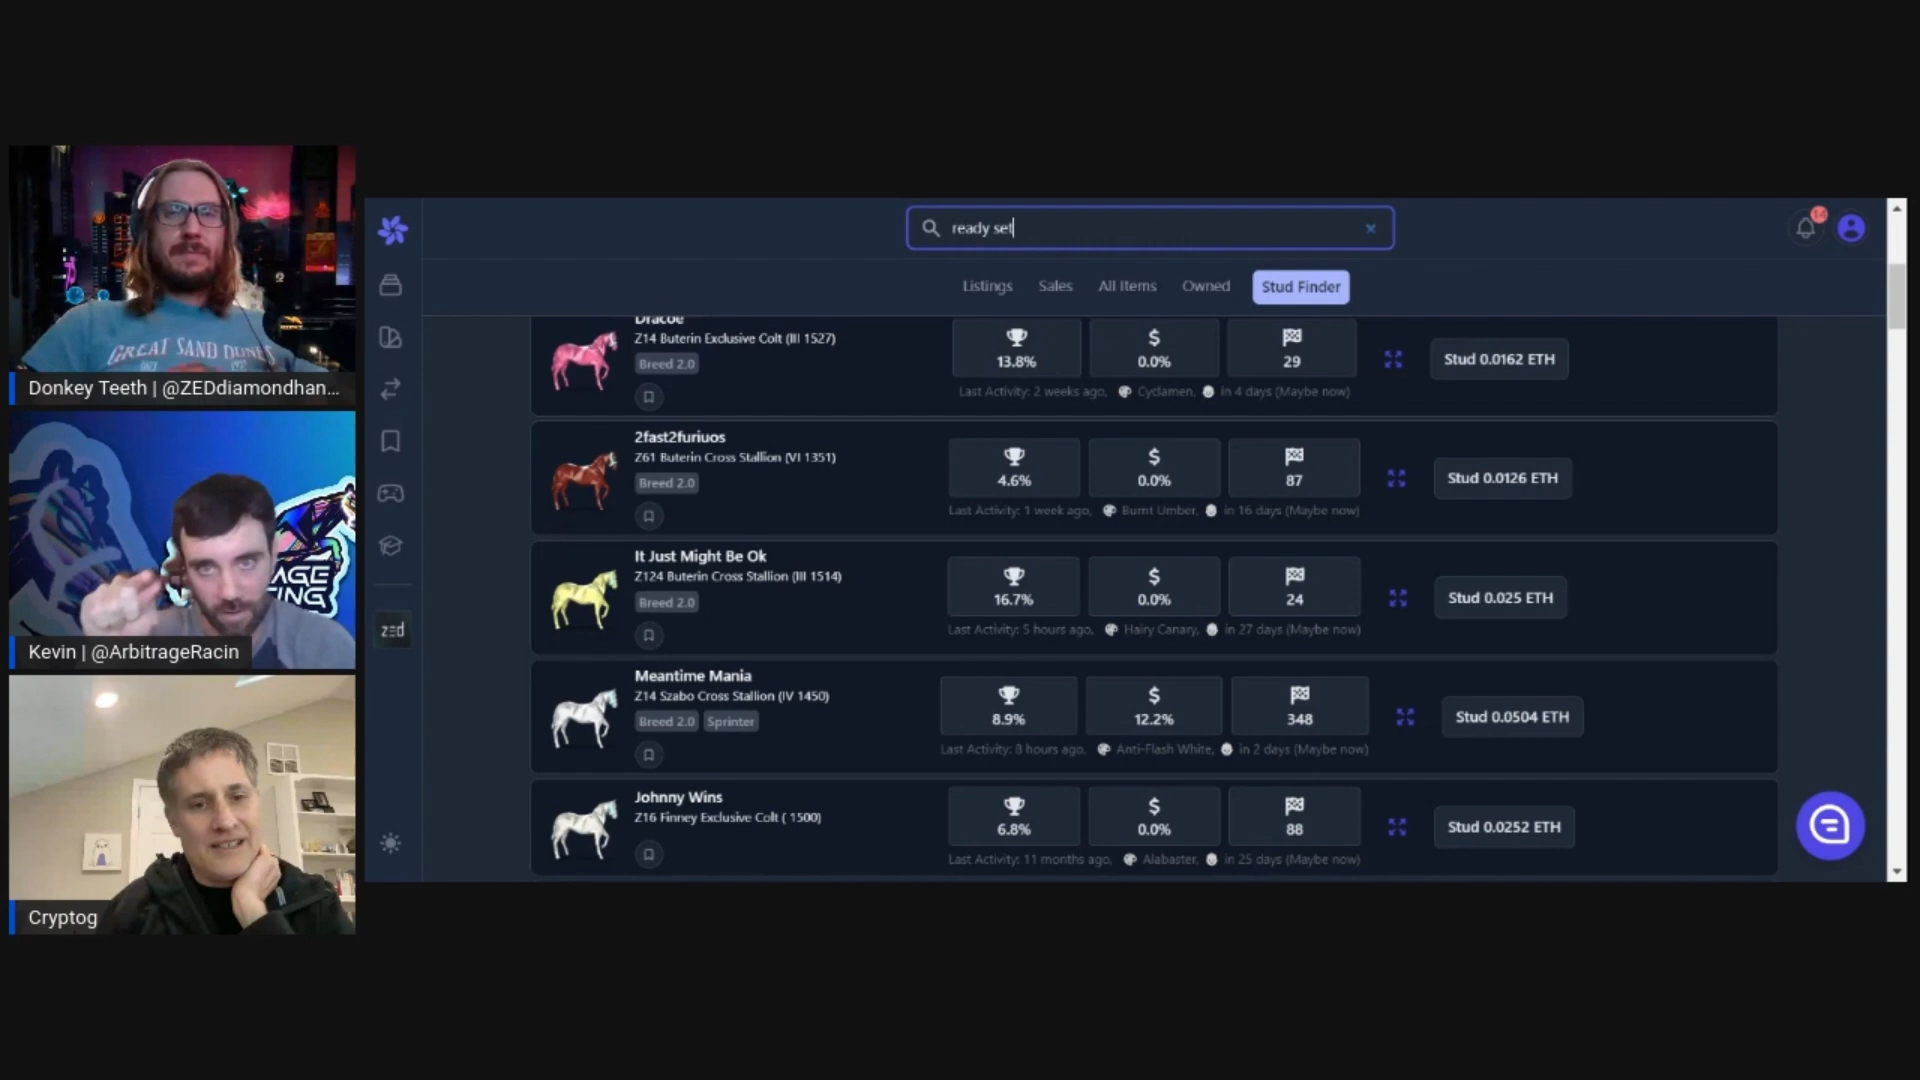 GREAT SAND DUNES
Donkey Teeth | @ZEDdiamondhan...
AGE
ING
Kevin | @ArbitrageRacin
Cryptog
zed
ready set
14
Listings Sales All Items Owned Stud Finder
Dracoe
Z14 Buterin Exclusive Colt (III 1527)
Breed 2.0
13.8%
$
0.0%
29
Stud 0.0162 ETH
Last Activity: 2 weeks ago, Cyclamen, in 4 days (Maybe now)
2fast2furiuos
Z61 Buterin Cross Stallion (VI 1351)
Breed 2.0
4.6%
$
0.0%
87
Stud 0.0126 ETH
Last Activity: 1 week ago, Burnt Umber, in 16 days (Maybe now)
It Just Might Be Ok
Z124 Buterin Cross Stallion (III 1514)
Breed 2.0
16.7%
$
0.0%
24
Stud 0.025 ETH
Last Activity: 5 hours ago, Hairy Canary, in 27 days (Maybe now)
Meantime Mania
Z14 Szabo Cross Stallion (IV 1450)
Breed 2.0 Sprinter
8.9%
$
12.2%
348
Stud 0.0504 ETH
Last Activity: 8 hours ago, Anti-Flash White, in 2 days (Maybe now)
Johnny Wins
Z16 Finney Exclusive Colt ( 1500)
6.8%
$
0.0%
88
Stud 0.0252 ETH
Last Activity: 11 months ago, Alabaster, in 25 days (Maybe now)